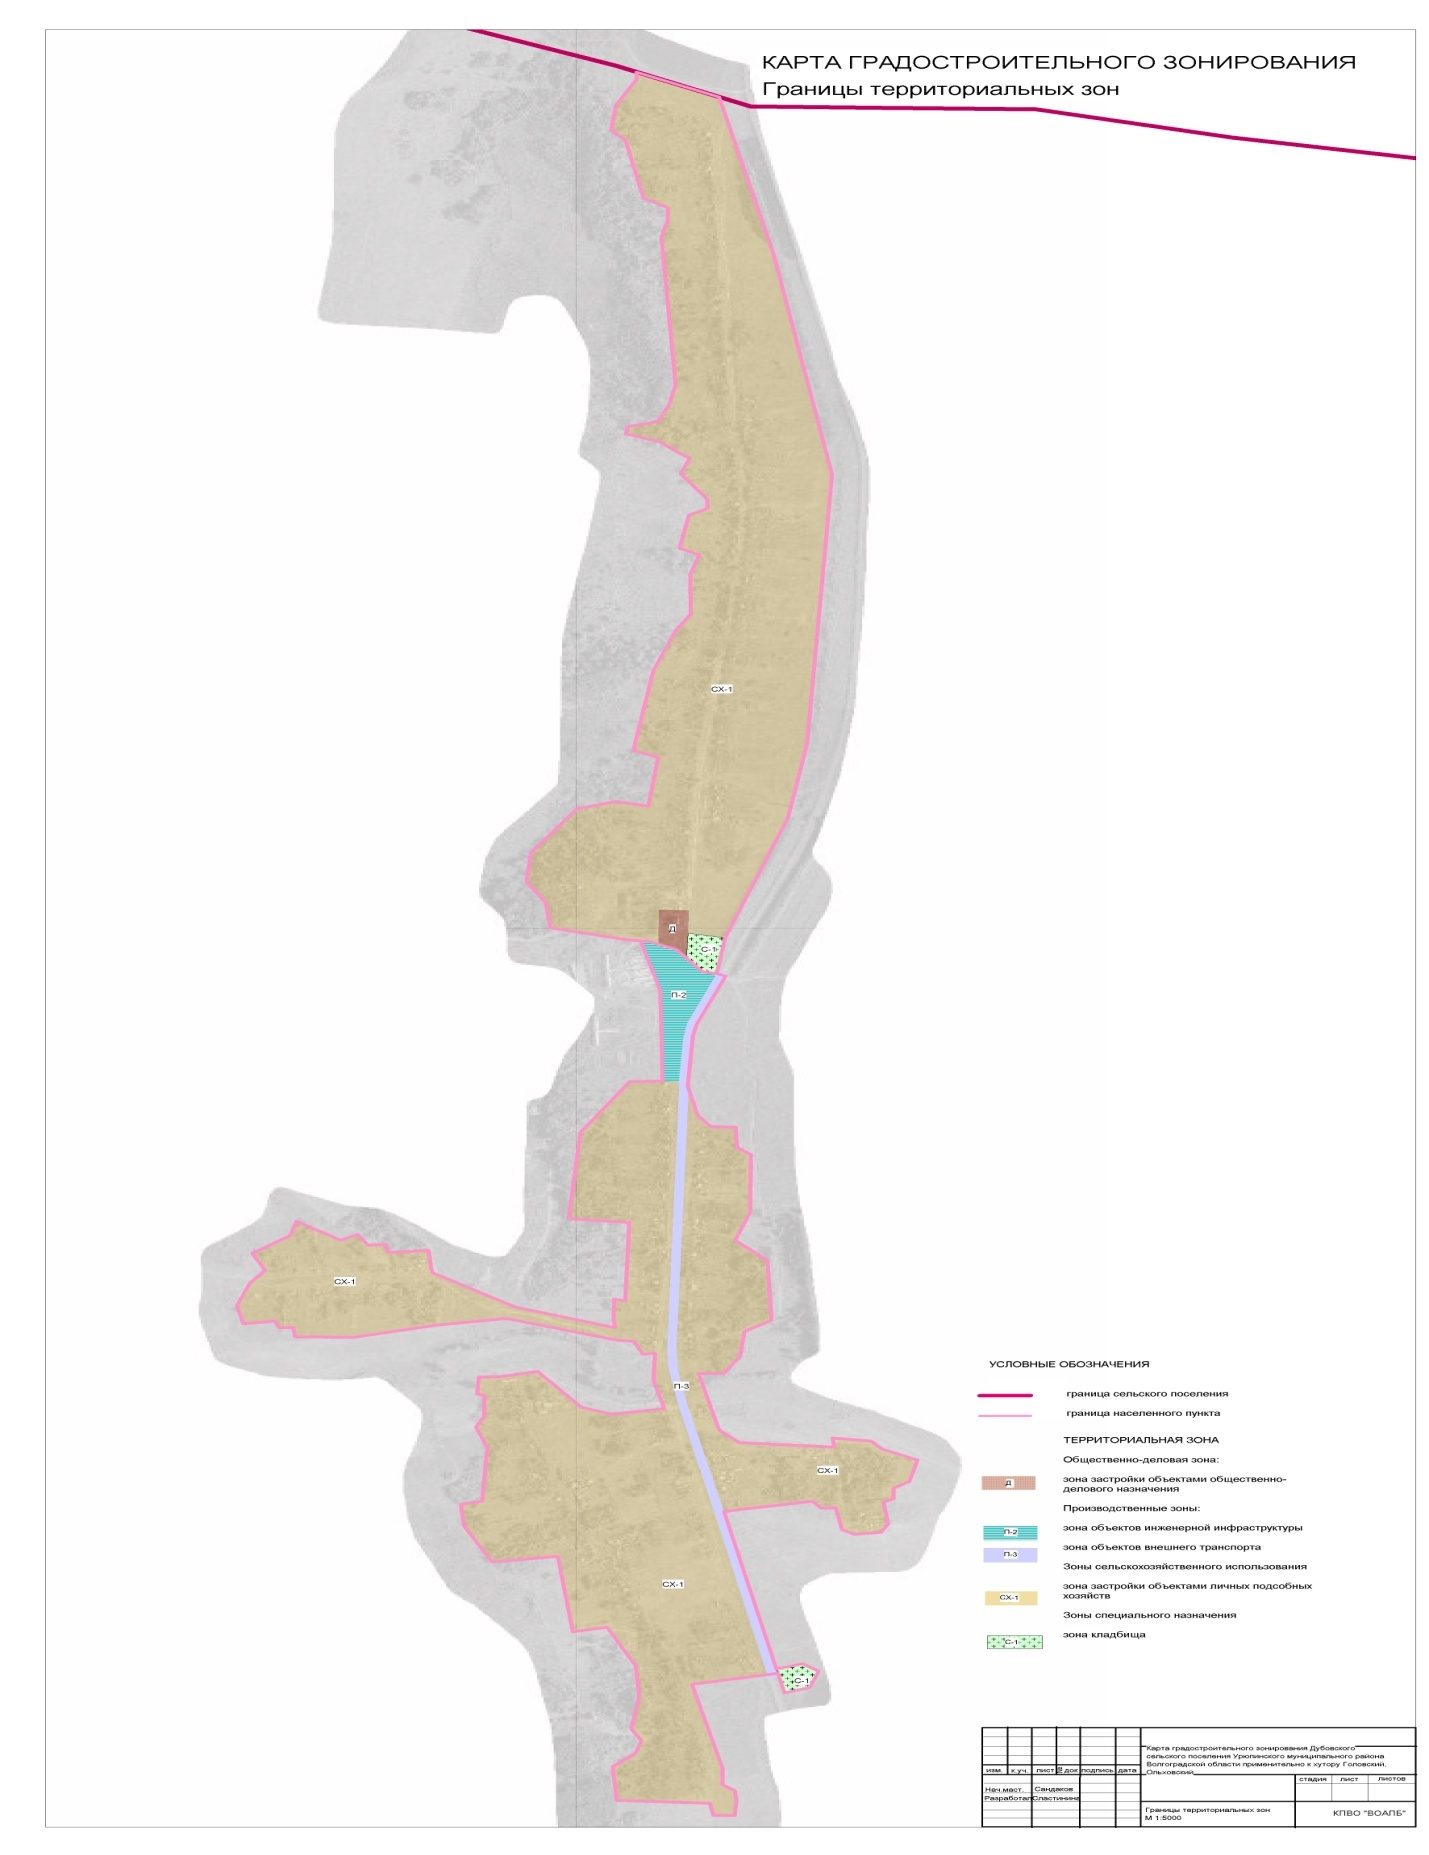 КАРТА ГРАДОСТРОИТЕЛЬНОГО ЗОНИРОВАНИЯ
Границы территориальных зон
СХ-1
Д
С-1
П-2
СХ-1
П-3
СХ-1
СХ-1
С-1
УСЛОВНЫЕ ОБОЗНАЧЕНИЯ
граница сельского поселения
граница населенного пункта
ТЕРРИТОРИАЛЬНАЯ ЗОНА
Общественно-деловая зона:
Д
зона застройки объектами общественно-
делового назначения
Производственные зоны:
П-2
зона объектов инженерной инфраструктуры
П-3
зона объектов внешнего транспорта
Зоны сельскохозяйственного использования
СХ-1
зона застройки объектами личных подсобных
хозяйств
Зоны специального назначения
С-1
зона кладбища
Карта градостроительного зонирования Дубовского
сельского поселения Урюпинского муниципального района
Волгоградской области применительно к хутору Головский,
Ольховский
изм. к.уч. лист № док подпись дата
стадия лист листов
Нач.маст. Сандаков
Разработал Сластинина
Границы территориальных зон
М 1:5000
КПВО "ВОАПБ"